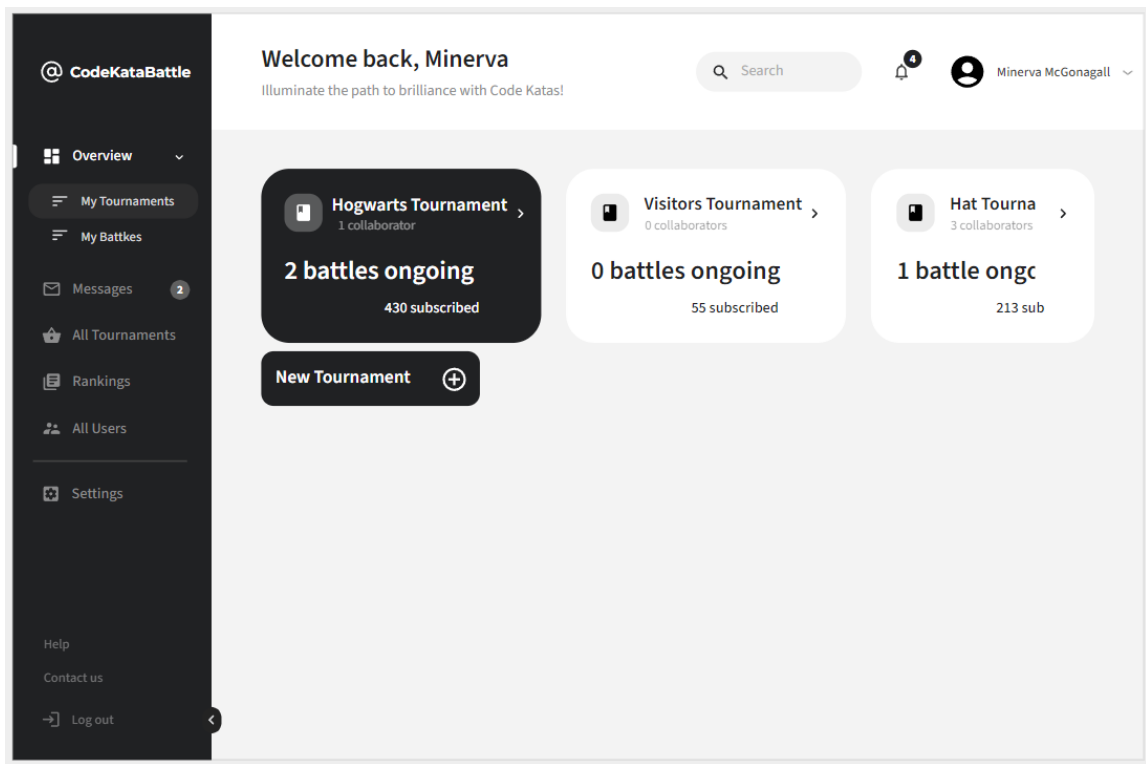 @ CodeKataBattle
Overview
My Tournaments
My Battkes
Messages 2
All Tournaments
Rankings
All Users
Settings
Help
Contact us
Log out
Welcome back, Minerva
Illuminate the path to brilliance with Code Katas!
Search
4
Minerva McGonagall
Hogwarts Tournament
1 collaborator
2 battles ongoing
430 subscribed
Visitors Tournament
0 collaborators
0 battles ongoing
55 subscribed
Hat Tourna
3 collaborators
1 battle ongc
213 sub
New Tournament